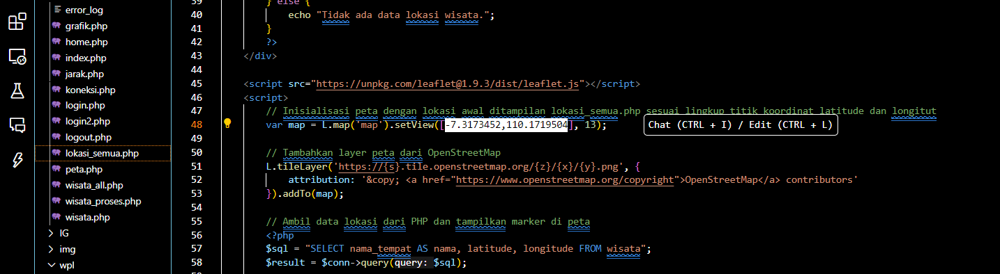 error_log
grafik.php
home.php
index.php
jarak.php
koneksi.php
login.php
login2.php
logout.php
lokasi_semua.php
peta.php
wisata_all.php
wisata_proses.php
wisata.php
IG
img
wpl
39 } else {
40 echo "Tidak ada data lokasi wisata.";
41 }
42 ?>
43 </div>
44
45 <script src="https://unpkg.com/leaflet@1.9.3/dist/leaflet.js"></script>
46 <script>
47 // Inisialisasi peta dengan lokasi awal ditampilan lokasi_semua.php sesuai lingkup titik koordinat latitude dan longitut
48 var map = L.map('map').setView([-7.3173452,110.1719504], 13); Chat (CTRL + I) / Edit (CTRL + L)
49
50 // Tambahkan layer peta dari OpenStreetMap
51 L.tileLayer('https://{s}.tile.openstreetmap.org/{z}/{x}/{y}.png', {
52 attribution: '&copy; <a href="https://www.openstreetmap.org/copyright">OpenStreetMap</a> contributors'
53 }).addTo(map);
54
55 // Ambil data lokasi dari PHP dan tampilkan marker di peta
56 <?php
57 $sql = "SELECT nama_tempat AS nama, latitude, longitude FROM wisata";
58 $result = $conn->query(query: $sql);